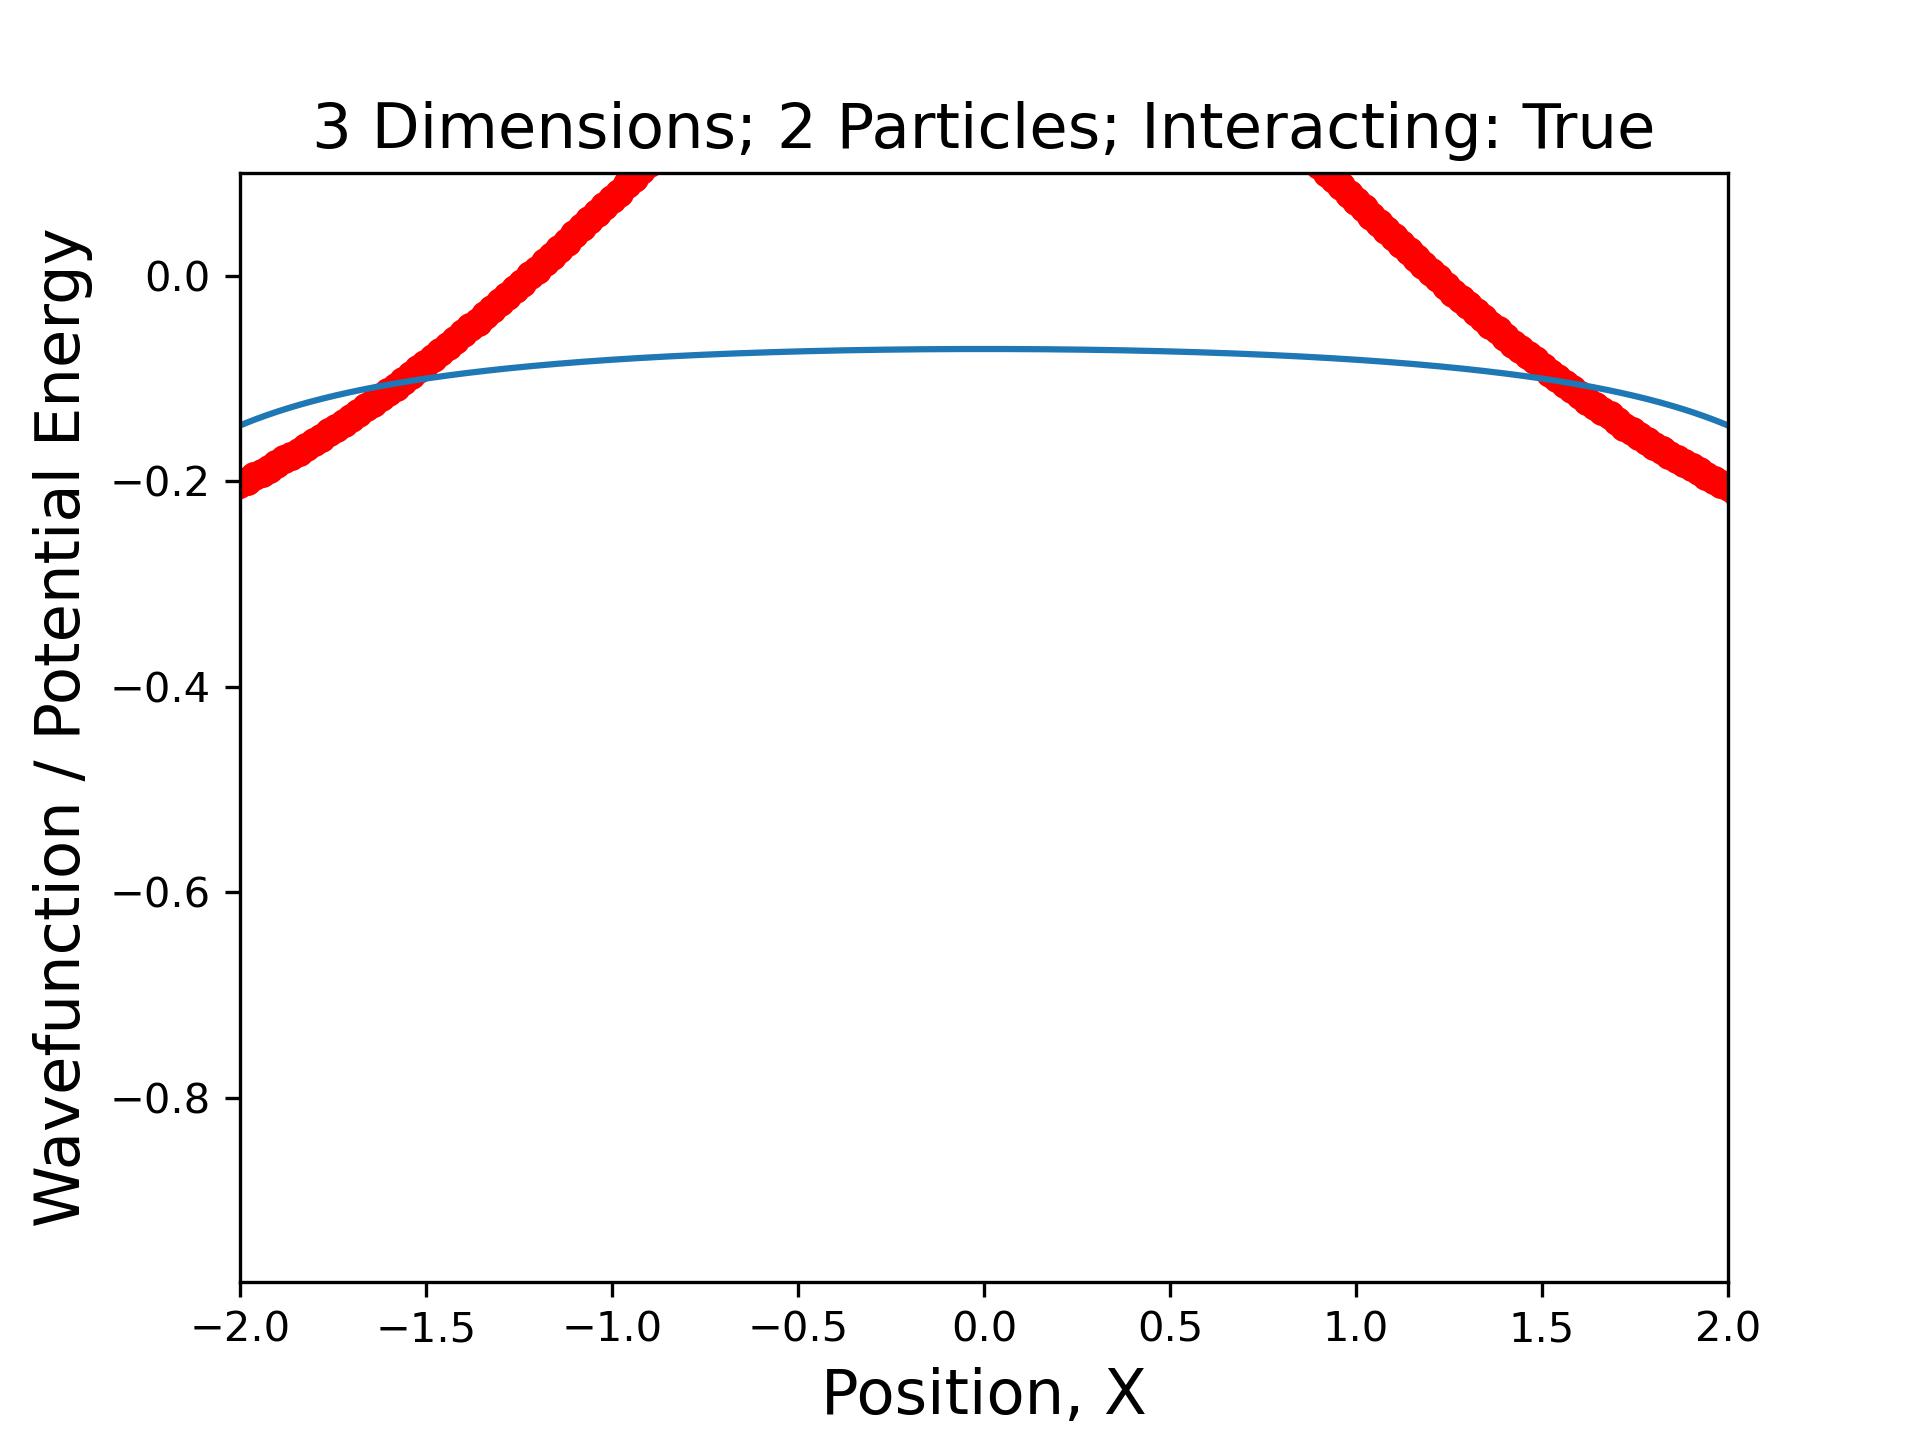 3 Dimensions; 2 Particles; Interacting: True
Wavefunction / Potential Energy
0.0
−0.2
−0.4
−0.6
−0.8
−2.0 −1.5 −1.0 −0.5 0.0 0.5 1.0 1.5 2.0
Position, X